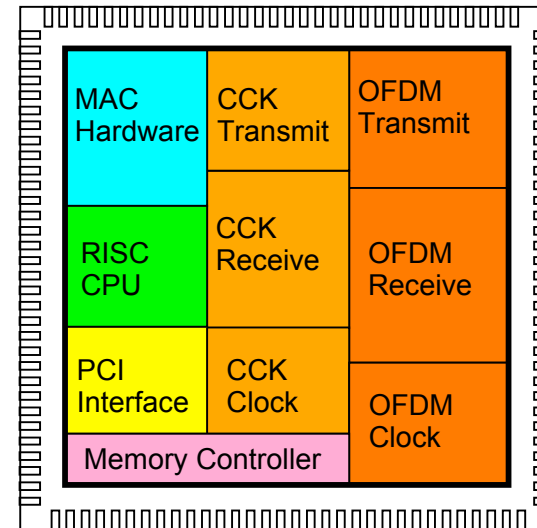 MAC
Hardware
CCK
Transmit
OFDM
Transmit
RISC
CPU
CCK
Receive
OFDM
Receive
PCI
Interface
CCK
Clock
OFDM
Clock
Memory Controller